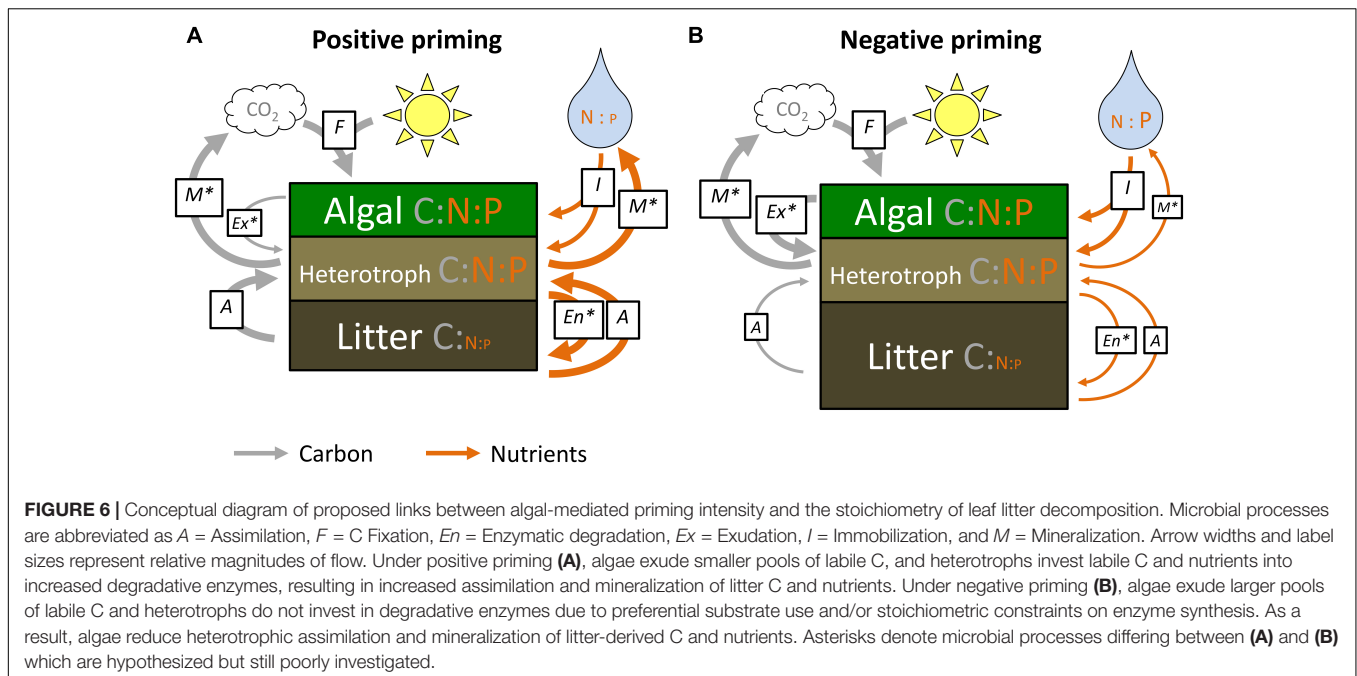 A
Positive priming
B
Negative priming
CO2
F
N : P
M*
Ex*
I
M*
Algal C:N:P
Heterotroph C:N:P
A
En*
A
Litter C:N:P
CO2
F
N : P
M*
Ex*
I
M*
Algal C:N:P
Heterotroph C:N:P
A
En*
A
Litter C:N:P
Carbon
Nutrients
FIGURE 6 | Conceptual diagram of proposed links between algal-mediated priming intensity and the stoichiometry of leaf litter decomposition. Microbial processes
are abbreviated as A = Assimilation, F = C Fixation, En = Enzymatic degradation, Ex = Exudation, I = Immobilization, and M = Mineralization. Arrow widths and label
sizes represent relative magnitudes of flow. Under positive priming (A), algae exude smaller pools of labile C, and heterotrophs invest labile C and nutrients into
increased degradative enzymes, resulting in increased assimilation and mineralization of litter C and nutrients. Under negative priming (B), algae exude larger pools
of labile C and heterotrophs do not invest in degradative enzymes due to preferential substrate use and/or stoichiometric constraints on enzyme synthesis. As a
result, algae reduce heterotrophic assimilation and mineralization of litter-derived C and nutrients. Asterisks denote microbial processes differing between (A) and (B)
which are hypothesized but still poorly investigated.